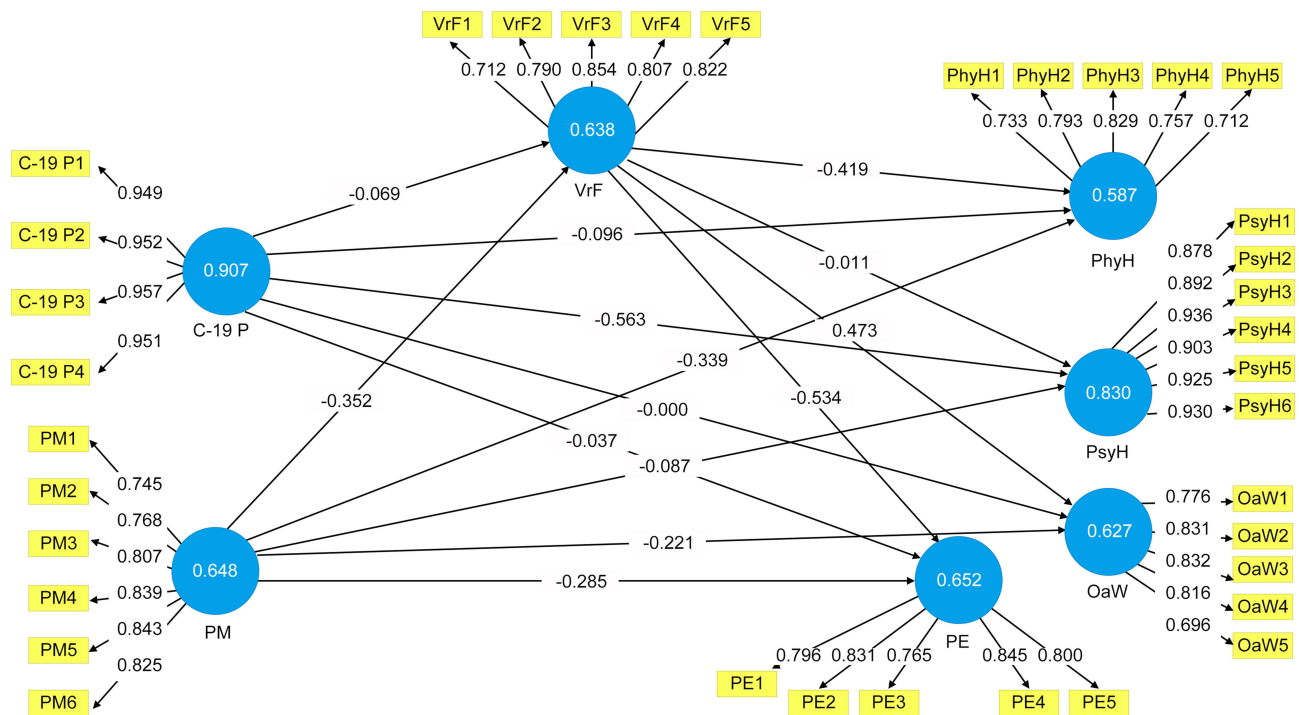 VrF1 VrF2 VrF3 VrF4 VrF5
0.712 0.790 0.854 0.807 0.822
0.638
VrF
PhyH1 PhyH2 PhyH3 PhyH4 PhyH5
0.733 0.793 0.829 0.757 0.712
0.587
PhyH
C-19 P1
C-19 P2
C-19 P3
C-19 P4
0.949
0.952
0.957
0.951
0.907
C-19 P
-0.069
-0.419
-0.096
-0.011
-0.563
0.473
-0.339
-0.352
-0.534
-0.000
-0.037
-0.087
-0.221
-0.285
PsyH1
PsyH2
PsyH3
PsyH4
PsyH5
PsyH6
0.878
0.892
0.936
0.903
0.925
0.930
0.830
PsyH
PM1
PM2
PM3
PM4
PM5
PM6
0.745
0.768
0.807
0.839
0.843
0.825
0.648
PM
OaW1
OaW2
OaW3
OaW4
OaW5
0.776
0.831
0.832
0.816
0.696
0.627
OaW
0.652
PE
0.796 0.831 0.765 0.845 0.800
PE1 PE2 PE3 PE4 PE5